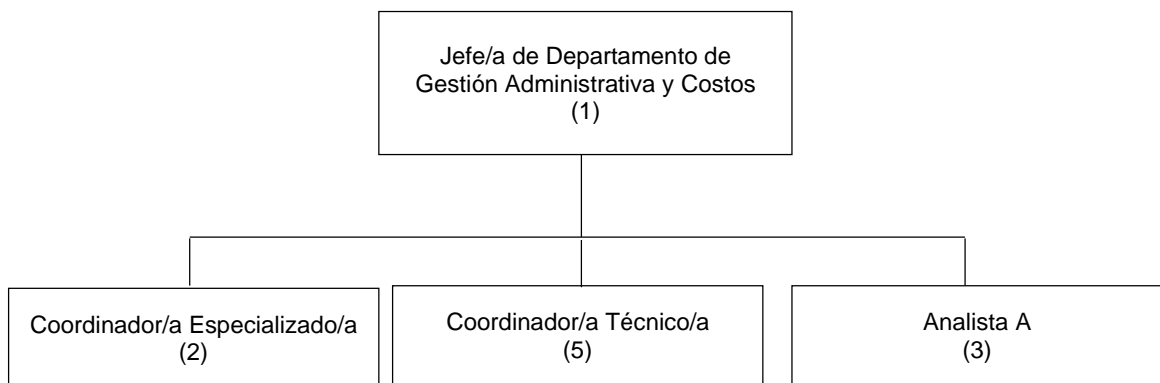 Jefe/a de Departamento de
Gestión Administrativa y Costos
(1)
Coordinador/a Especializado/a
(2)
Coordinador/a Técnico/a
(5)
Analista A
(3)